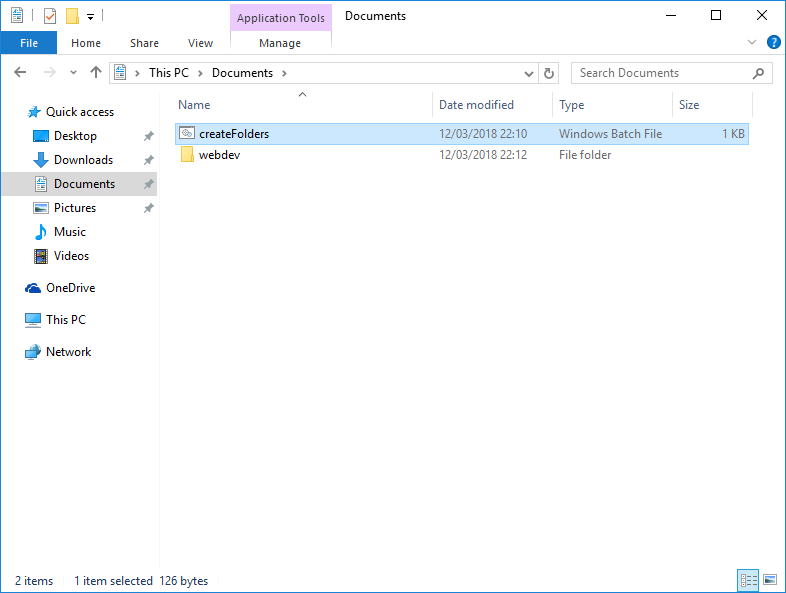 Application Tools
Documents
File
Home
Share
View
Manage
This PC
Documents
Search Documents
Name
Date modified
Type
Size
Quick access
Desktop
Downloads
Documents
Pictures
Music
Videos
OneDrive
This PC
Network
createFolders 12/03/2018 22:10 Windows Batch File 1 KB
webdev 12/03/2018 22:12 File folder
2 items 1 item selected 126 bytes